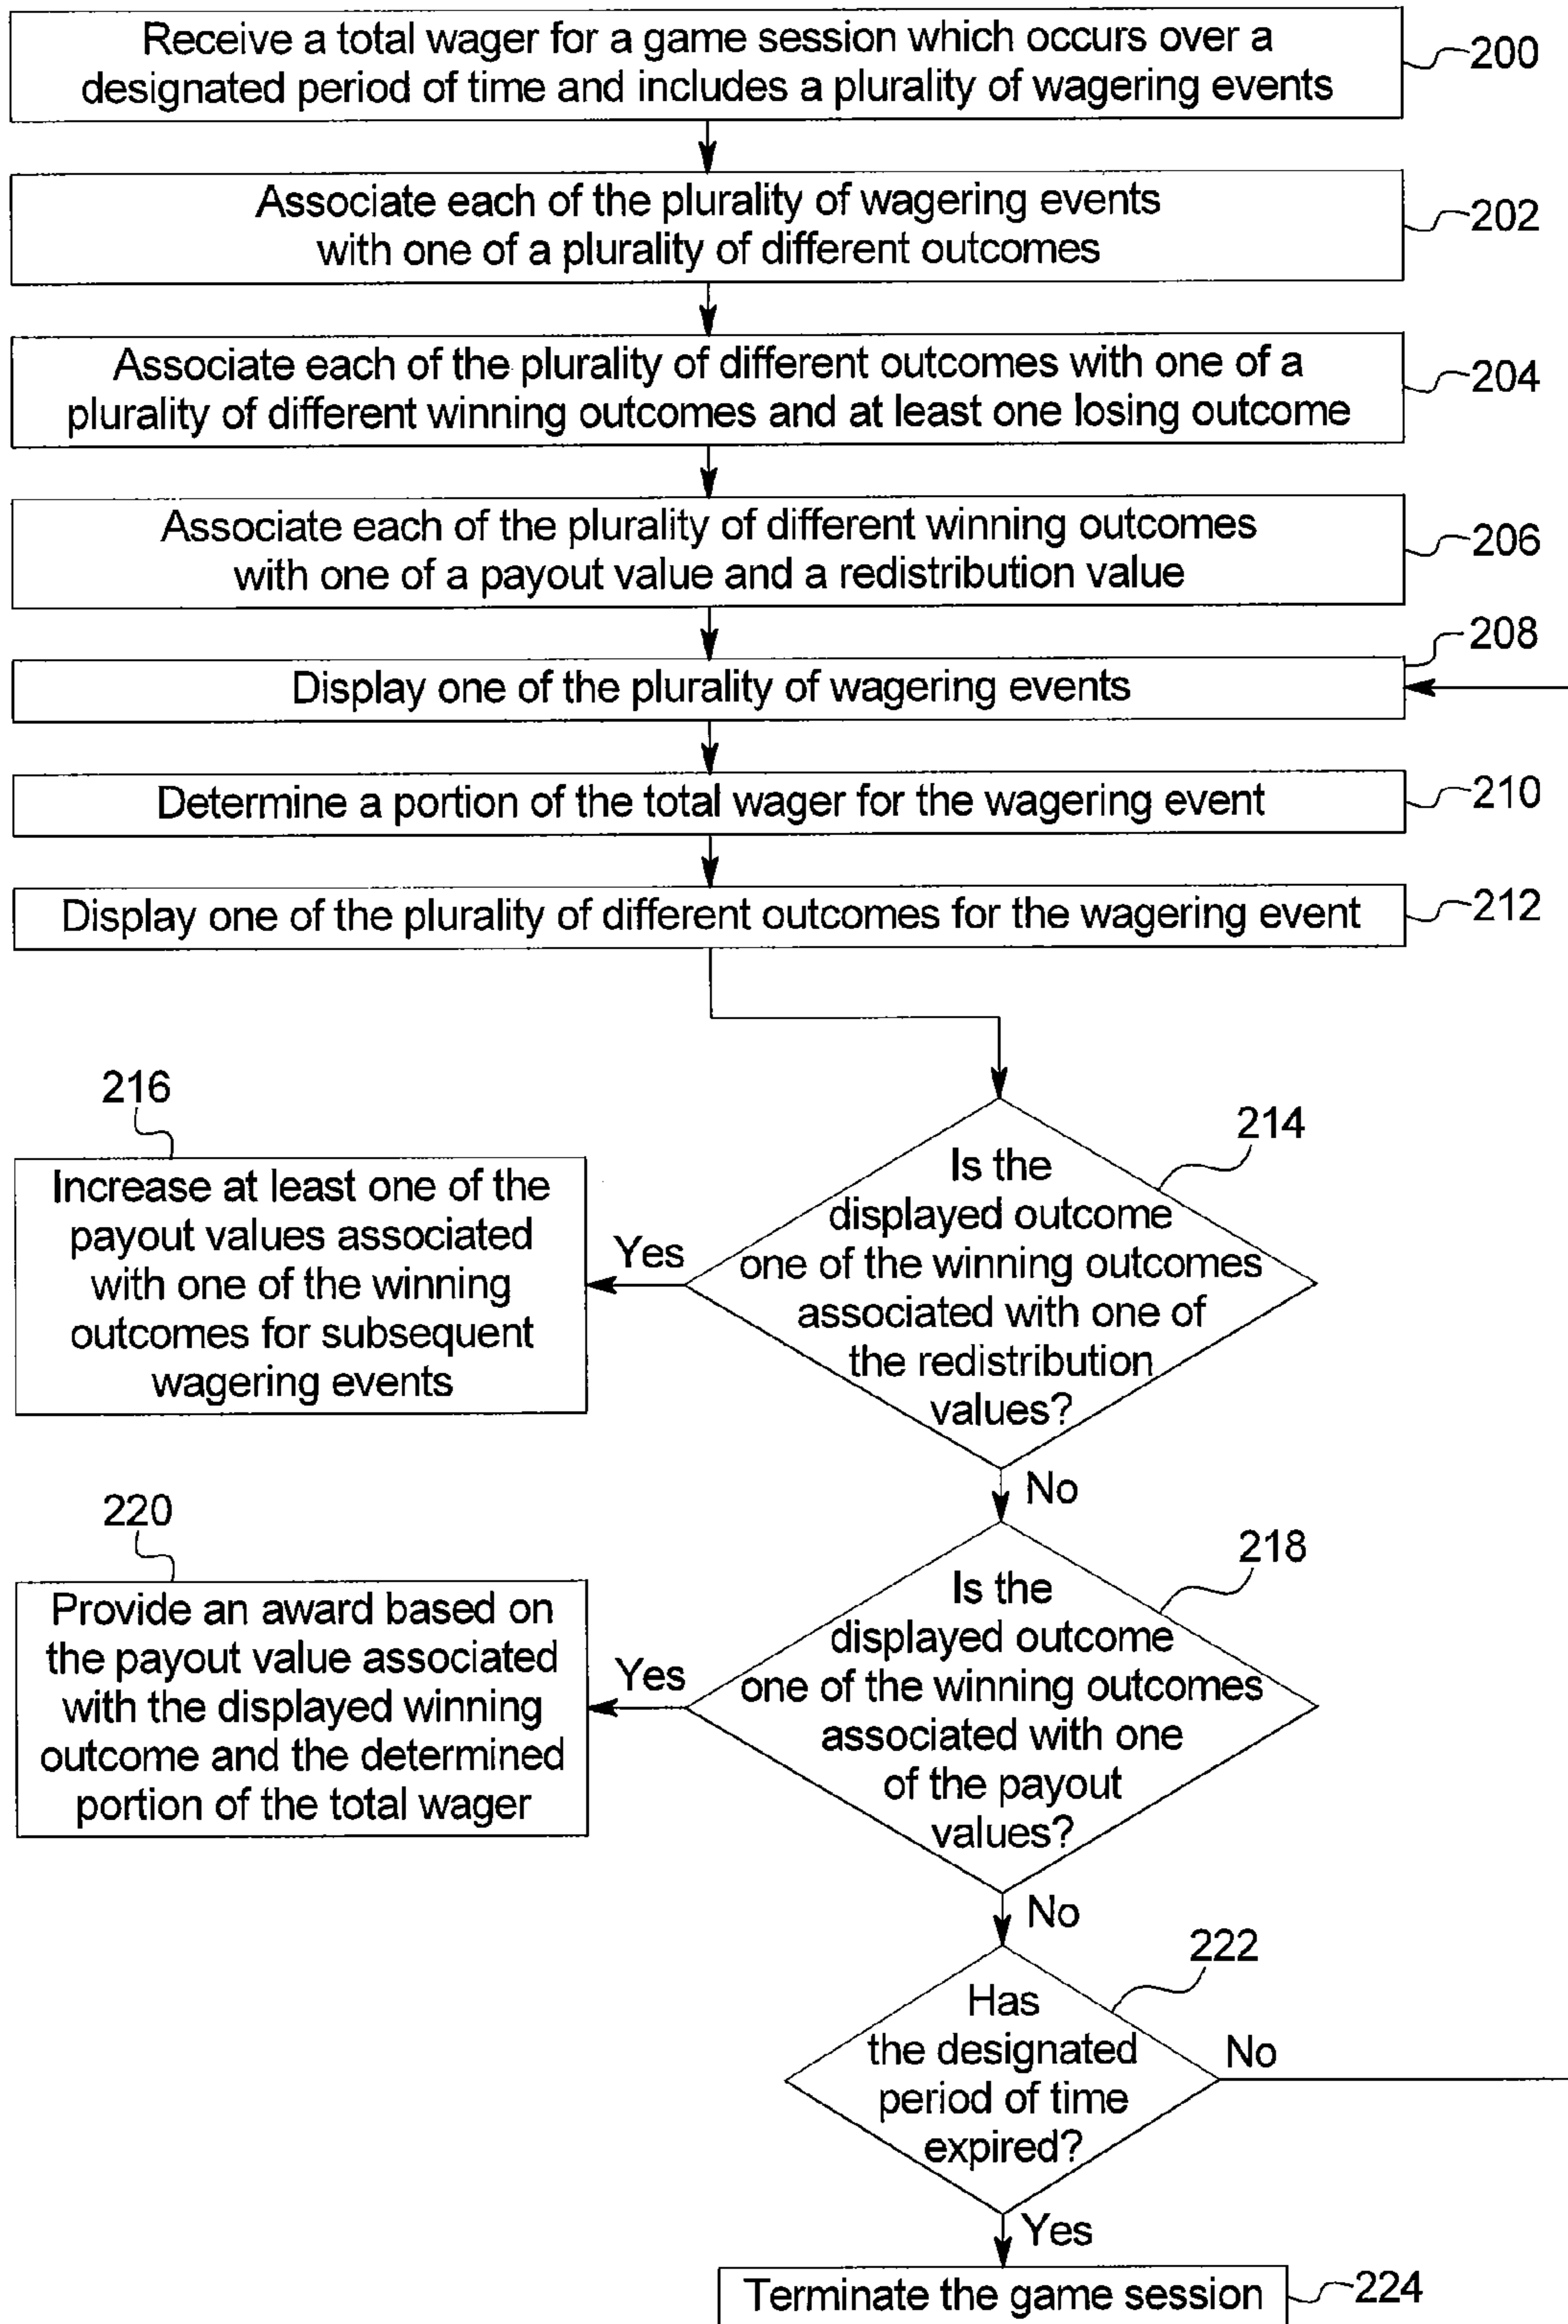 Receive a total wager for a game session which occurs over a
designated period of time and includes a plurality of wagering events
200
Associate each of the plurality of wagering events
with one of a plurality of different outcomes
202
Associate each of the plurality of different outcomes with one of a
plurality of different winning outcomes and at least one losing outcome
204
Associate each of the plurality of different winning outcomes
with one of a payout value and a redistribution value
206
208
Display one of the plurality of wagering events
Determine a portion of the total wager for the wagering event
210
Display one of the plurality of different outcomes for the wagering event
212
214
Is the
displayed outcome
one of the winning outcomes
associated with one of
the redistribution
values?
Yes
216
Increase at least one of the
payout values associated
with one of the winning
outcomes for subsequent
wagering events
No
218
Is the
displayed outcome
one of the winning outcomes
associated with one
of the payout
values?
Yes
220
Provide an award based on
the payout value associated
with the displayed winning
outcome and the determined
portion of the total wager
No
222
Has
the designated
period of time
expired?
No
Yes
Terminate the game session
224